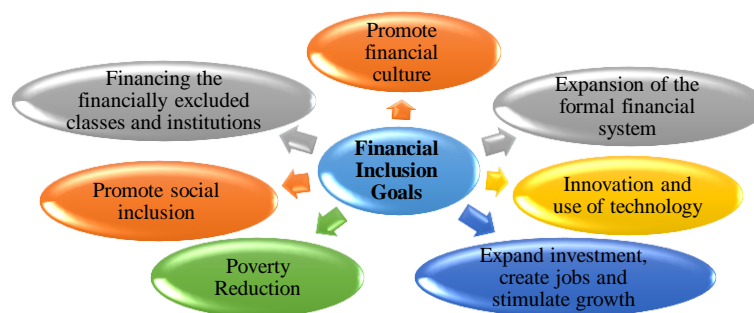 Promote
financial
culture
Financing the
financially excluded
classes and institutions
Expansion of the
formal financial
system
Financial
Inclusion
Goals
Promote social
inclusion
Innovation and
use of technology
Poverty
Reduction
Expand investment,
create jobs and
stimulate growth